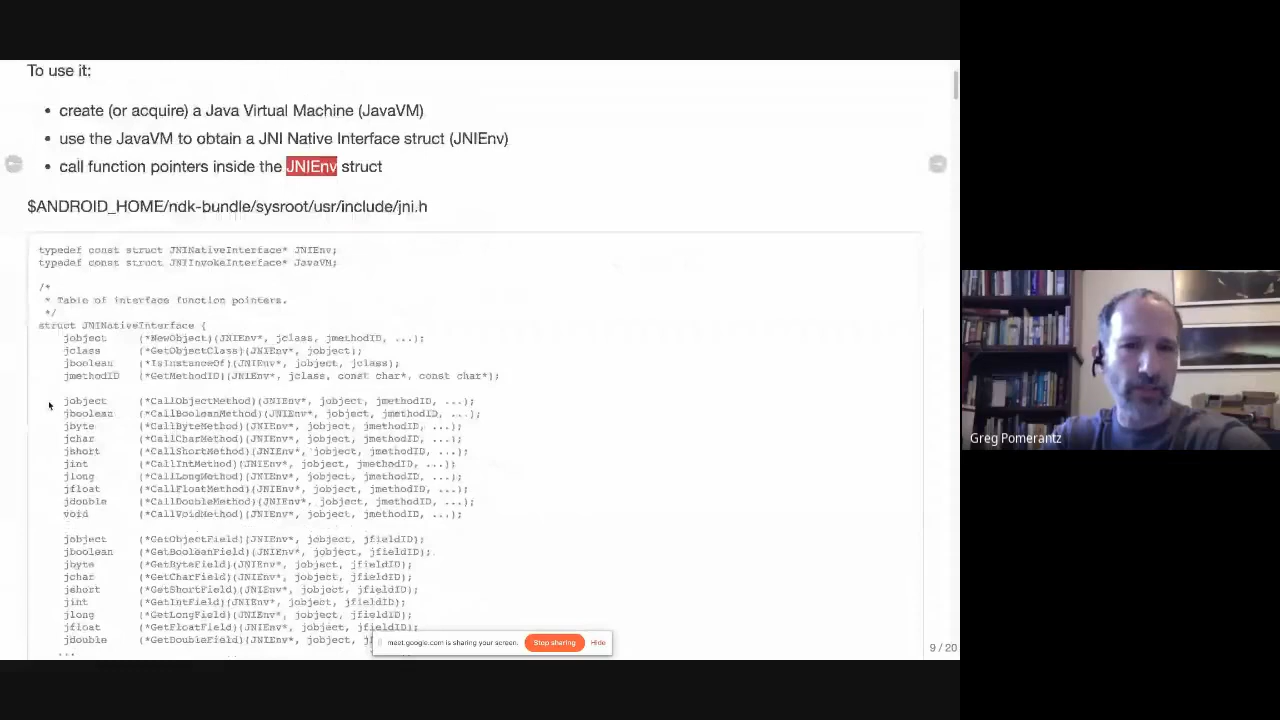 To use it:
• create (or acquire) a Java Virtual Machine (JavaVM)
• use the JavaVM to obtain a JNI Native Interface struct (JNIEnv)
• call function pointers inside the JNIEnv struct
$ANDROID_HOME/ndk-bundle/sysroot/usr/include/jni.h
typedef const struct JNINativeInterface* JNIEnv;
typedef const struct JNIInvokeInterface* JavaVM;
/*
* Table of interface function pointers.
*/
struct JNINativeInterface {
jobject (*NewObject)(JNIEnv*, jclass, jmethodID, ...);
jclass (*GetObjectClass)(JNIEnv*, jobject);
jboolean (*IsInstanceOf)(JNIEnv*, jobject, jclass);
jmethodID (*GetMethodID)(JNIEnv*, jclass, const char*, const char*);
jobject (*CallObjectMethod)(JNIEnv*, jobject, jmethodID, ...);
jboolean (*CallBooleanMethod)(JNIEnv*, jobject, jmethodID, ...);
jbyte (*CallByteMethod)(JNIEnv*, jobject, jmethodID, ...);
jchar (*CallCharMethod)(JNIEnv*, jobject, jmethodID, ...);
jshort (*CallShortMethod)(JNIEnv*, jobject, jmethodID, ...);
jint (*CallIntMethod)(JNIEnv*, jobject, jmethodID, ...);
jlong (*CallLongMethod)(JNIEnv*, jobject, jmethodID, ...);
jfloat (*CallFloatMethod)(JNIEnv*, jobject, jmethodID, ...);
jdouble (*CallDoubleMethod)(JNIEnv*, jobject, jmethodID, ...);
void (*CallVoidMethod)(JNIEnv*, jobject, jmethodID, ...);
jobject (*GetObjectField)(JNIEnv*, jobject, jfieldID);
jboolean (*GetBooleanField)(JNIEnv*, jobject, jfieldID);
jbyte (*GetByteField)(JNIEnv*, jobject, jfieldID);
jchar (*GetCharField)(JNIEnv*, jobject, jfieldID);
jshort (*GetShortField)(JNIEnv*, jobject, jfieldID);
jint (*GetIntField)(JNIEnv*, jobject, jfieldID);
jlong (*GetLongField)(JNIEnv*, jobject, jfieldID);
jfloat (*GetFloatField)(JNIEnv*, jobject, jf
jdouble (*GetDoubleField)(JNIEnv*, jobject, j
...
meet.google.com is sharing your screen. Stop sharing Hide
9 / 20
Greg Pomerantz